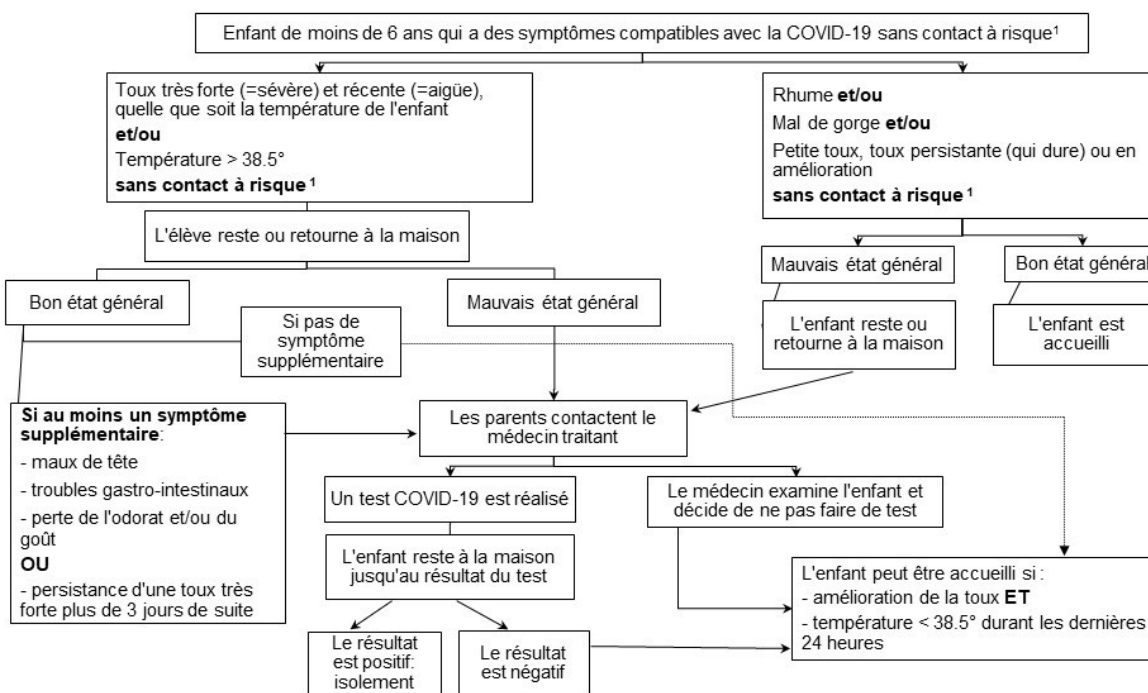 Enfant de moins de 6 ans qui a des symptômes compatibles avec la COVID-19 sans contact à risque¹
Toux très forte (=sévère) et récente (=aigüe),
quelle que soit la température de l'enfant
et/ou
Température > 38.5°
sans contact à risque ¹
Rhume et/ou
Mal de gorge et/ou
Petite toux, toux persistante (qui dure) ou en
amélioration
sans contact à risque ¹
L'élève reste ou retourne à la maison
Mauvais état général
Bon état général
Bon état général
Mauvais état général
Si pas de
symptôme
supplémentaire
L'enfant reste ou
retourne à la maison
L'enfant est
accueilli
Si au moins un symptôme
supplémentaire:
- maux de tête
- troubles gastro-intestinaux
- perte de l'odorat et/ou du
goût
OU
- persistance d'une toux très
forte plus de 3 jours de suite
Les parents contactent le
médecin traitant
Un test COVID-19 est réalisé
Le médecin examine l'enfant et
décide de ne pas faire de test
L'enfant reste à la maison
jusqu'au résultat du test
L'enfant peut être accueilli si :
- amélioration de la toux ET
- température < 38.5° durant les dernières
24 heures
Le résultat
est positif:
isolement
Le résultat
est négatif